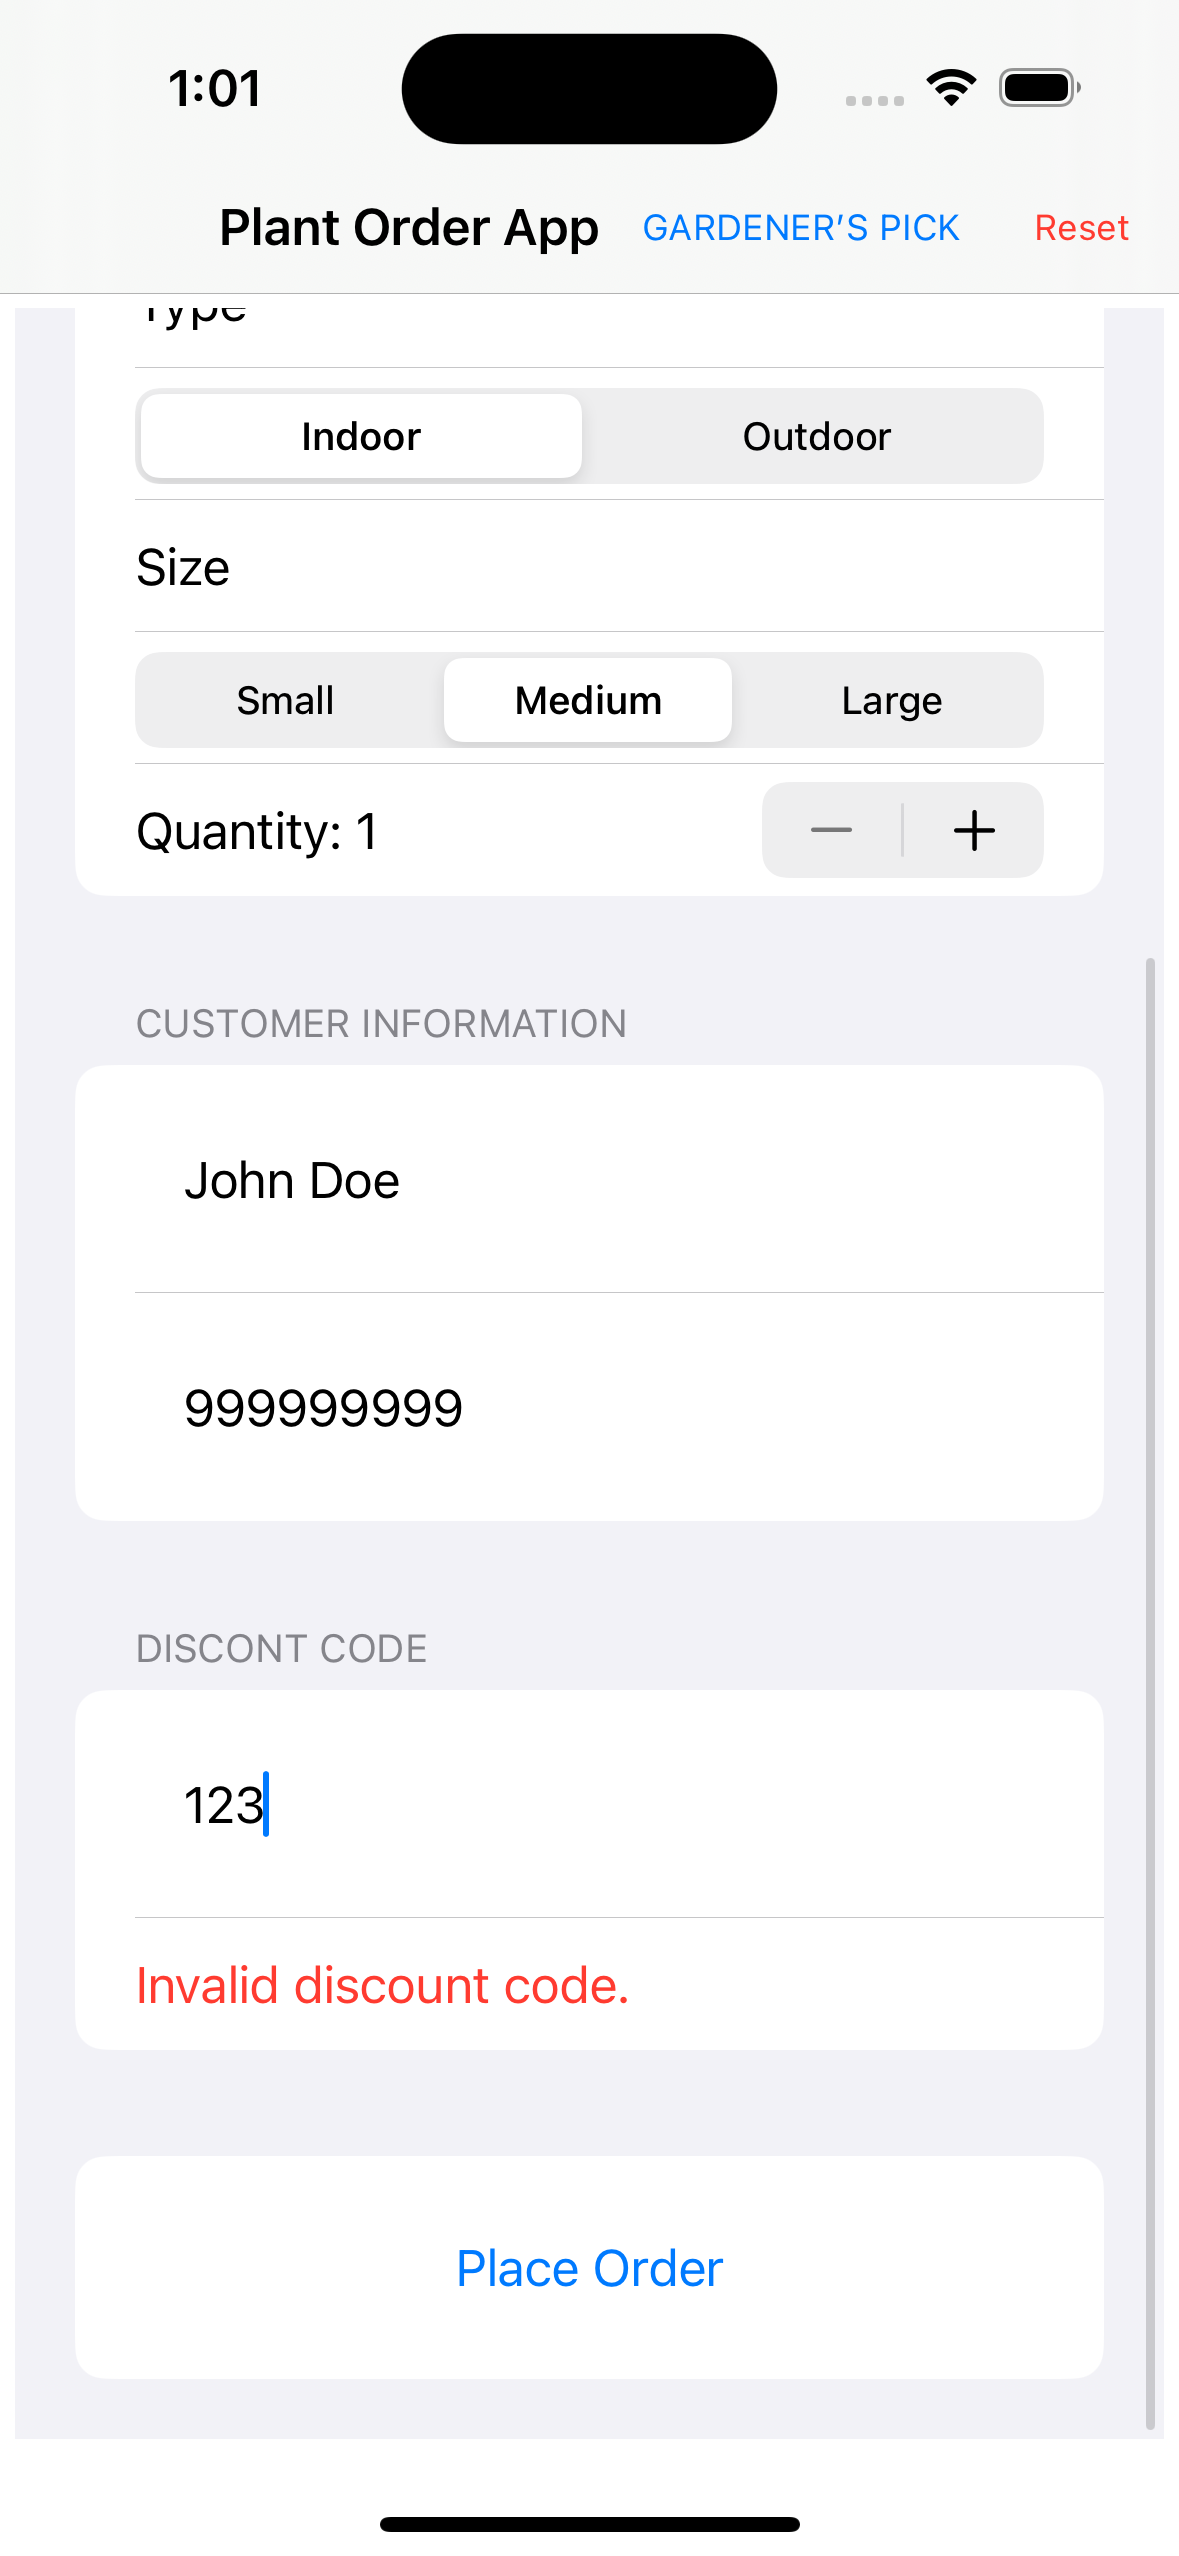 1:01
Plant Order App GARDENER’S PICK Reset
Type
Indoor Outdoor
Size
Small Medium Large
Quantity: 1
CUSTOMER INFORMATION
John Doe
999999999
DISCONT CODE
123
Invalid discount code.
Place Order